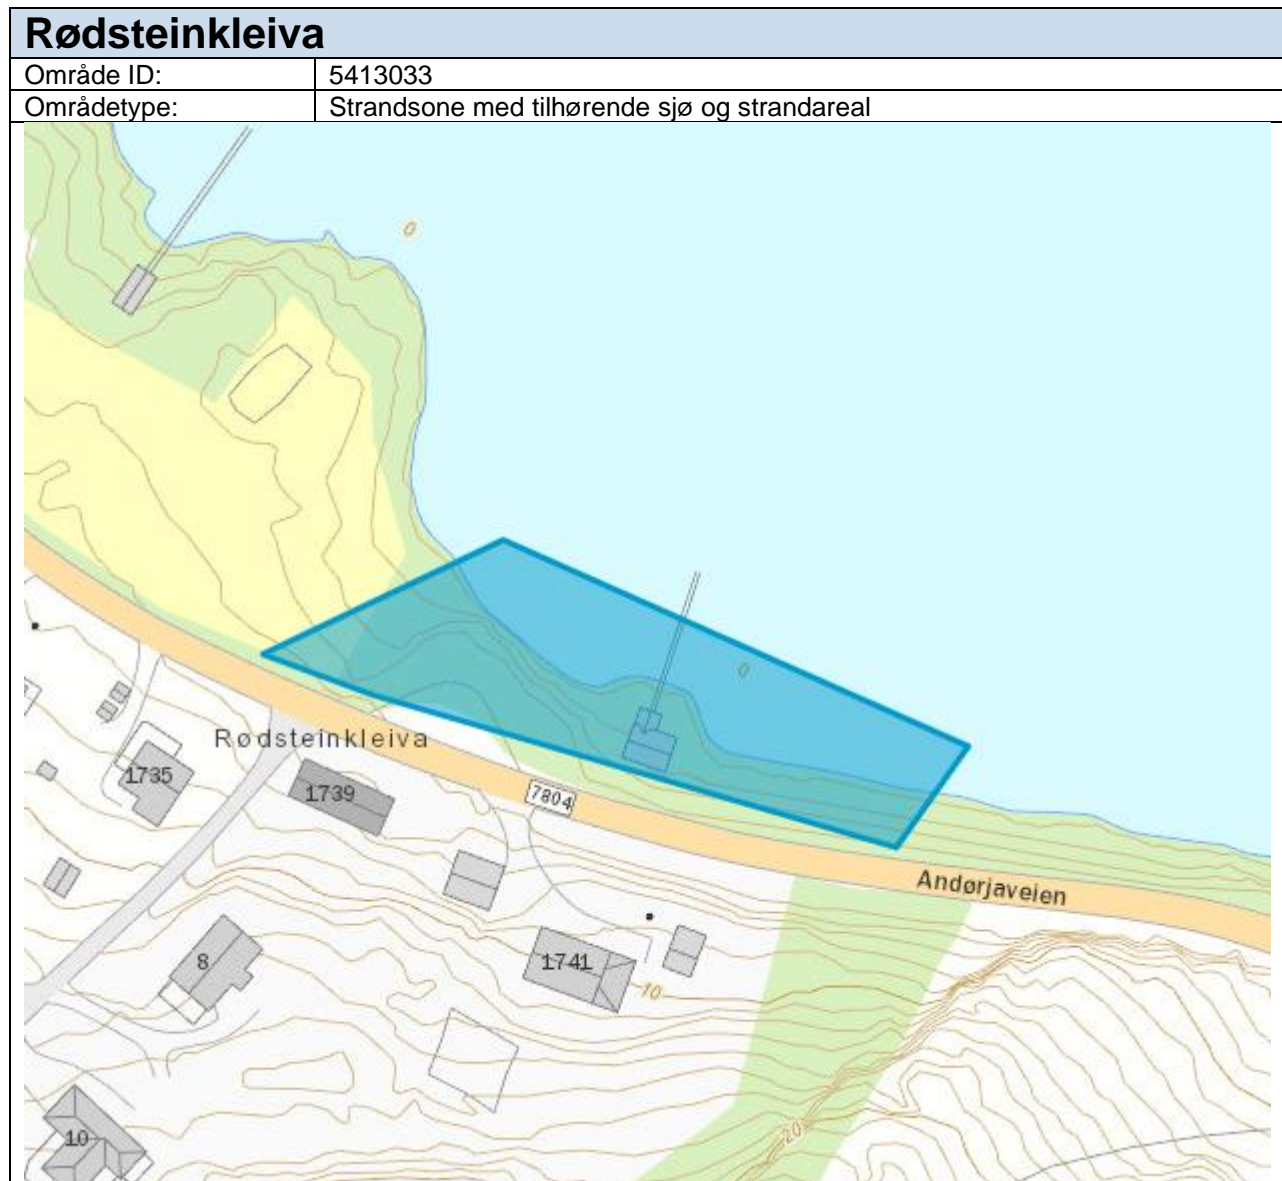 Rødsteinkleiva
Område ID: 5413033
Områdetype: Strandsone med tilhørende sjø og strandareal
0
0
Rødsteinkleiva
1735
1739
7804
Andørjaveien
8
1741
10
20
10